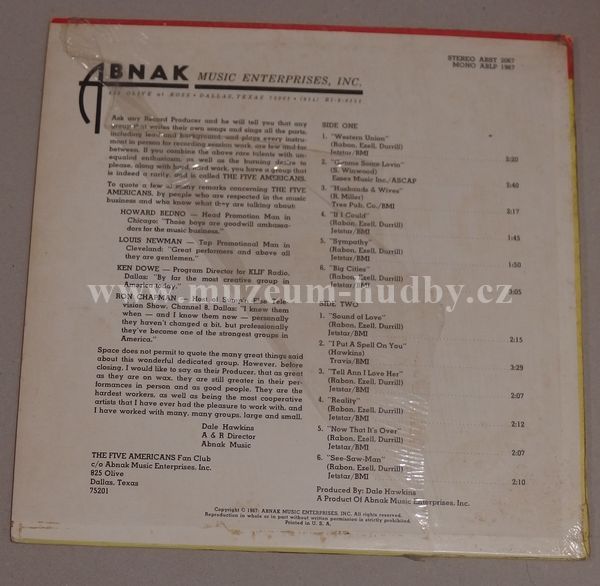 ABNAK MUSIC ENTERPRISES, INC.
825 OLIVE at ROSS • DALLAS, TEXAS 75201 •
STEREO ABST 2067
MONO ABLP 1967
Ask any Record Producer and he will tell you that any
group that writes their own songs and sings all the parts,
including lead and background and plays every instru-
ment in person for recording session work, are few and far
between. If you combine the above rare talents with un-
equaled enthusiasm, as well as the burning desire to
please, along with hard work, you have a group that
is indeed a rarity, and is called THE FIVE AMERICANS.
To quote a few of many remarks concerning THE FIVE
AMERICANS, by people who are respected in the music
business and who know what they are talking about:
HOWARD BEDNO — Head Promotion Man in
Chicago: "Those boys are goodwill ambassa-
dors for the music business."
LOUIS NEWMAN — Top Promotional Man in
Cleveland: "Great performers and above all
they are gentlemen."
KEN DOWE — Program Director for KLIF Radio,
Dallas: "By far the most creative group in
America today."
RON CHAPMAN — Host of Sump'n Else Tele-
vision Show, Channel 8, Dallas: "I knew them
when — and I know them now — personally
they haven't changed a bit, but professionally
they've become one of the strongest groups in
America."
Space does not permit to quote the many great things said
about this wonderful dedicated group. However, before
closing, I would like to say as their Producer, that as great
as they are on wax, they are still greater in their per-
formances in person and as good people. They are the
hardest workers, as well as being the most cooperative
artists that I have ever had the pleasure to work with, and
I have worked with many, many groups, large and small.
Dale Hawkins
A & R Director
Abnak Music
THE FIVE AMERICANS Fan Club
c/o Abnak Music Enterprises, Inc.
825 Olive
Dallas, Texas
75201
SIDE ONE
1. "Western Union"
(Rabon, Ezell, Durrill)
Jetstar/BMI
3:20
2. "Gimme Some Lovin"
(S. Winwood)
Essex Music Inc./ASCAP
3:40
3. "Husbands & Wives"
(R. Miller)
Tree Pub. Co./BMI
2:17
4. "If I Could"
(Rabon, Ezell, Durrill)
Jetstar/BMI
1:45
5. "Sympathy"
(Rabon, Ezell, Durrill)
Jetstar/BMI
1:50
6. "Big Cities"
(Rabon, Ezell, Durrill)
Jetstar/BMI
3:05
SIDE TWO
1. "Sound of Love"
(Rabon, Ezell, Durrill)
Jetstar/BMI
2:15
2. "I Put A Spell On You"
(Hawkins)
Travis/BMI
3:29
3. "Tell Ann I Love Her"
(Rabon, Ezell, Durrill)
Jetstar/BMI
2:07
4. "Reality"
(Rabon, Ezell, Durrill)
Jetstar/BMI
2:12
5. "Now That It's Over"
(Rabon, Ezell, Durrill)
Jetstar/BMI
2:07
6. "See-Saw-Man"
(Rabon, Ezell, Durrill)
Jetstar/BMI
2:10
Produced By: Dale Hawkins
A Product Of Abnak Music Enterprises, Inc.
Copyright © 1967: ABNAK MUSIC ENTERPRISES, INC. All rights reserved.
Reproduction in whole or in part without written permission is strictly prohibited.
Printed in U. S. A.
www.muzeum-hudby.cz